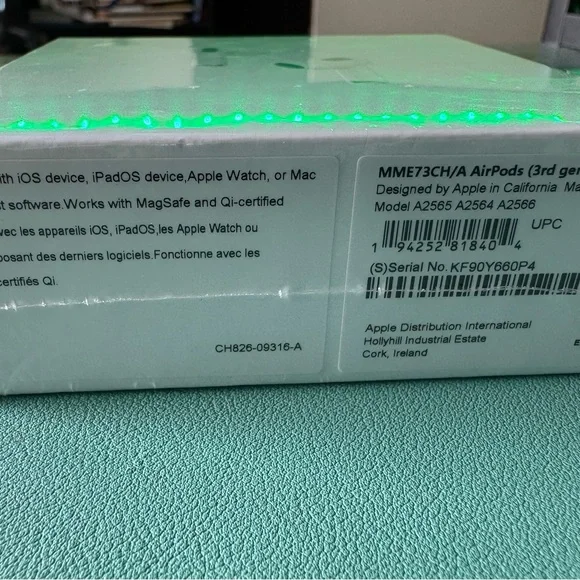 ith iOS device, iPadOS device,Apple Watch, or Mac
t software.Works with MagSafe and Qi-certified
vec les appareils iOS, iPadOS,les Apple Watch ou
posant des derniers logiciels.Fonctionne avec les
certifiés Qi.
CH826-09316-A
MME73CH/A AirPods (3rd gen
Designed by Apple in California Ma
Model A2565 A2564 A2566
UPC
1 94252 81840 4
(S)Serial No. KF90Y660P4
Apple Distribution International
Hollyhill Industrial Estate
Cork, Ireland
E